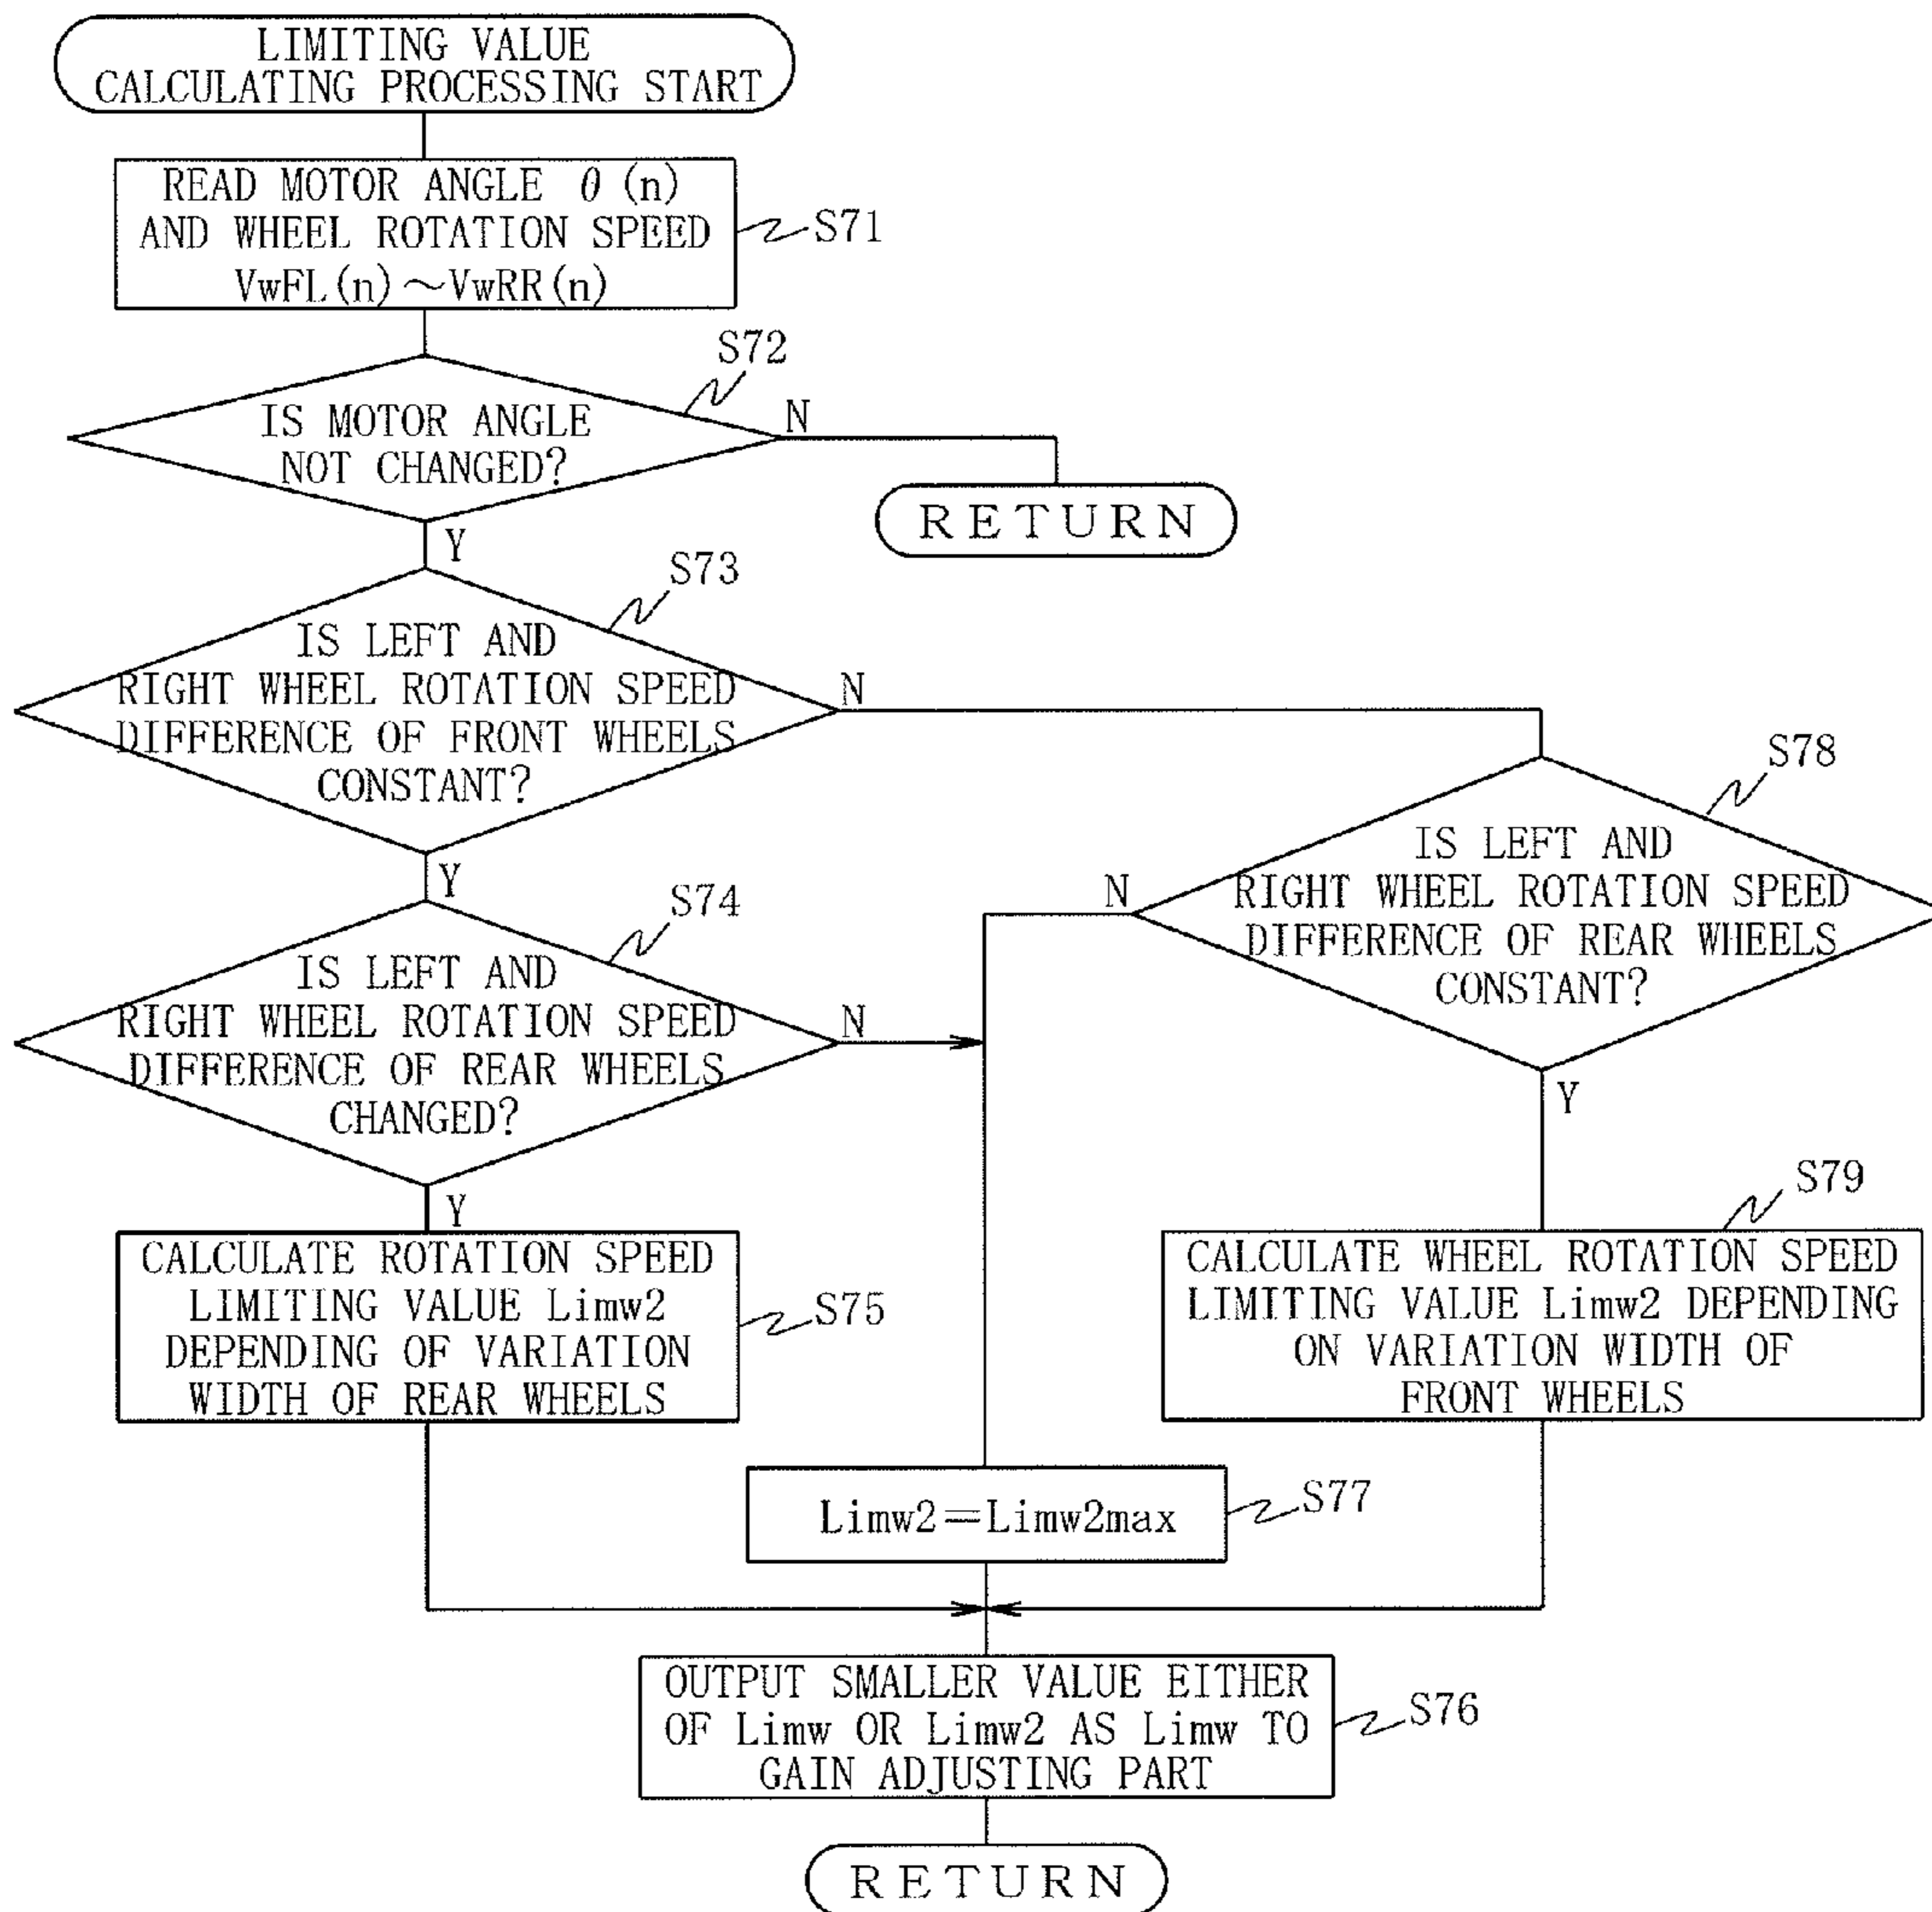 LIMITING VALUE
CALCULATING PROCESSING START
READ MOTOR ANGLE θ(n)
AND WHEEL ROTATION SPEED
VwFL(n)～VwRR(n)
S71
S72
IS MOTOR ANGLE
NOT CHANGED?
N
RETURN
Y
S73
IS LEFT AND
RIGHT WHEEL ROTATION SPEED
DIFFERENCE OF FRONT WHEELS
CONSTANT?
N
Y
S78
IS LEFT AND
RIGHT WHEEL ROTATION SPEED
DIFFERENCE OF REAR WHEELS
CONSTANT?
N
Y
S74
IS LEFT AND
RIGHT WHEEL ROTATION SPEED
DIFFERENCE OF REAR WHEELS
CHANGED?
N
Y
CALCULATE ROTATION SPEED
LIMITING VALUE Limw2
DEPENDING OF VARIATION
WIDTH OF REAR WHEELS
S75
S79
CALCULATE WHEEL ROTATION SPEED
LIMITING VALUE Limw2 DEPENDING
ON VARIATION WIDTH OF
FRONT WHEELS
Limw2=Limw2max
S77
OUTPUT SMALLER VALUE EITHER
OF Limw OR Limw2 AS Limw TO
GAIN ADJUSTING PART
S76
RETURN